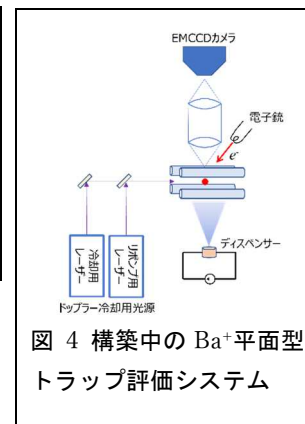 EMCCDカメラ
電子銃
e⁻
ディスペンサー
冷却用
レーザー
リポンプ用
レーザー
ドップラー冷却用光源
図 4 構築中の Ba⁺平面型
トラップ評価システム